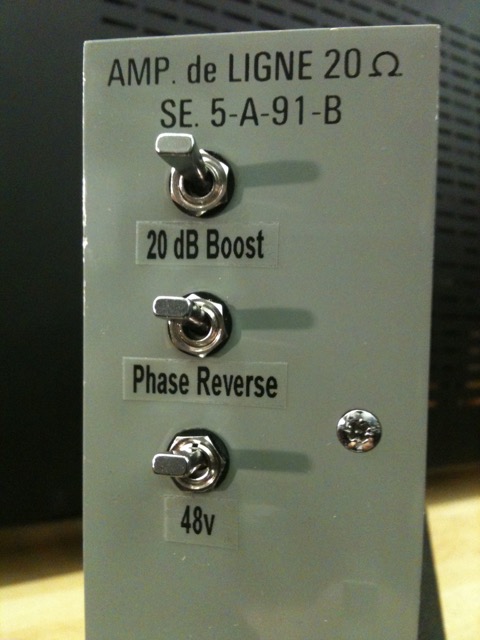 AMP. de LIGNE 20 Ω
SE. 5-A-91-B
20 dB Boost
Phase Reverse
48v